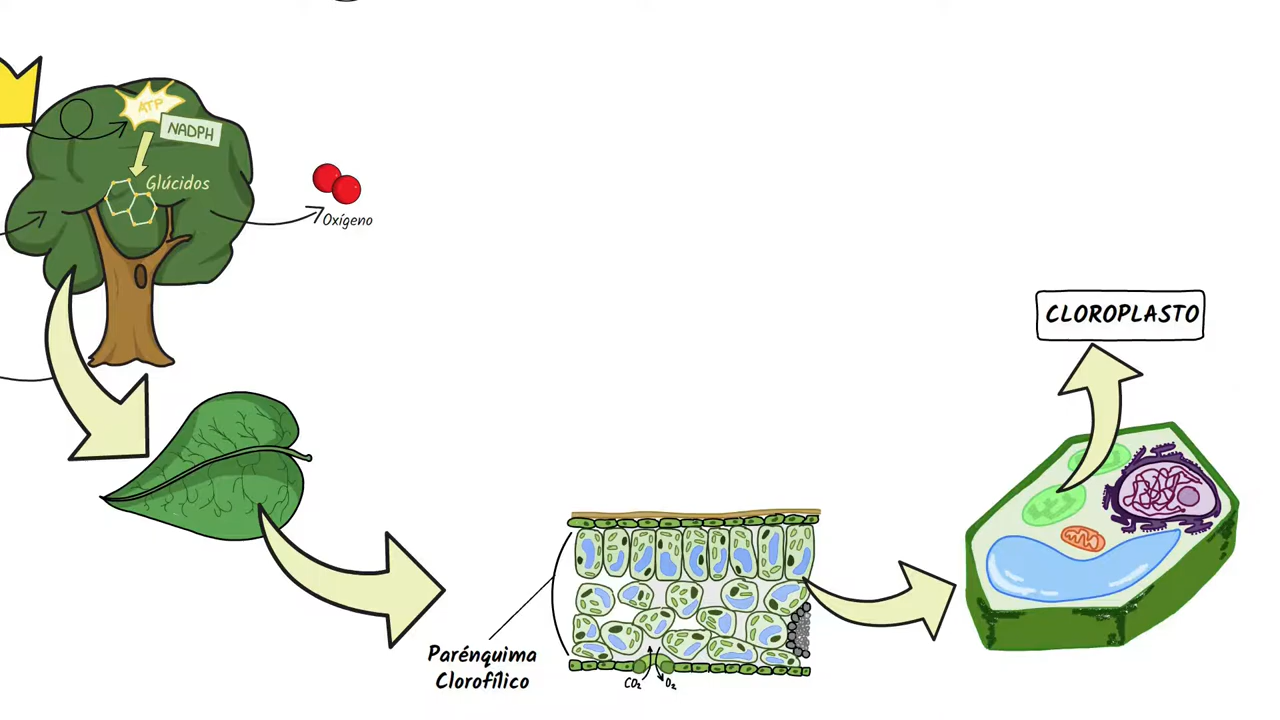 ATP
NADPH
Glúcidos
Oxígeno
CLOROPLASTO
Parénquima
Clorofílico
CO₂
O₂